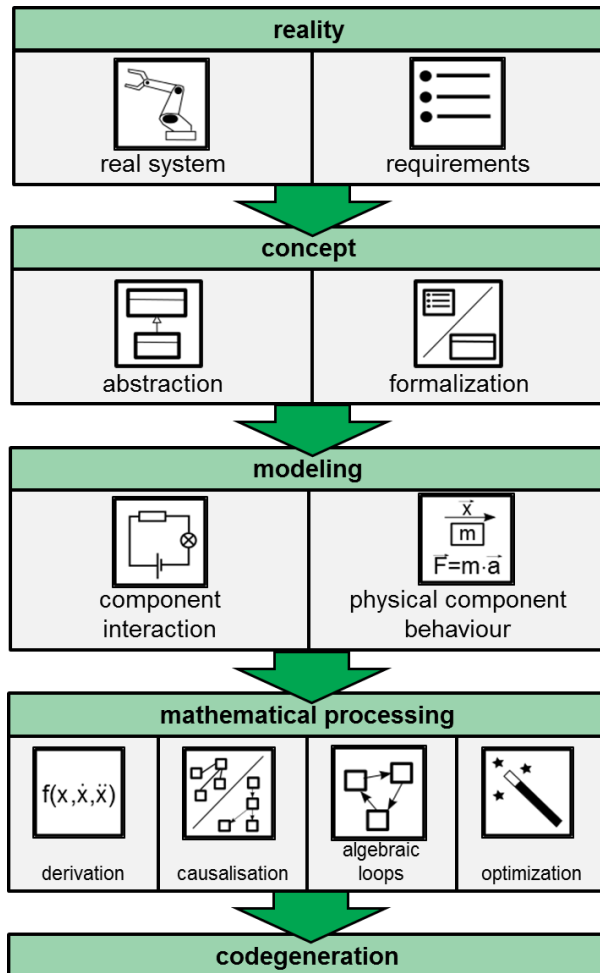 reality
real system
requirements
concept
abstraction
formalization
modeling
x⃗
m
F⃗=m·a⃗
component
interaction
physical component
behaviour
mathematical processing
f(x,ẋ,ẍ)
derivation
causalisation
algebraic
loops
optimization
codegeneration